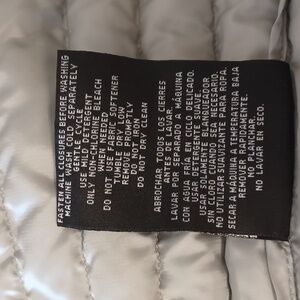 FASTEN ALL CLOSURES BEFORE WASHING
MACHINE WASH COLD SEPARATELY
GENTLE CYCLE
USE MILD DETERGENT
ONLY NON-CHLORINE BLEACH
WHEN NEEDED
DO NOT USE FABRIC SOFTENER
TUMBLE DRY LOW
REMOVE PROMPTLY
DO NOT IRON
DO NOT DRY CLEAN
ABROCHAR TODOS LOS CIERRES
ANTES DE LAVAR.
LAVAR POR SEPARADO A MÁQUINA
CON AGUA FRÍA EN CICLO DELICADO.
USAR DETERGENTE SUAVE
USAR SOLAMENTE BLANQUEADOR
SIN CLORO CUANDO SEA NECESARIO.
NO UTILIZAR SUAVIZANTE PARA ROPA.
SECAR A MÁQUINA A TEMPERATURA BAJA
REMOVER RÁPIDAMENTE.
NO PLANCHAR.
NO LAVAR EN SECO.